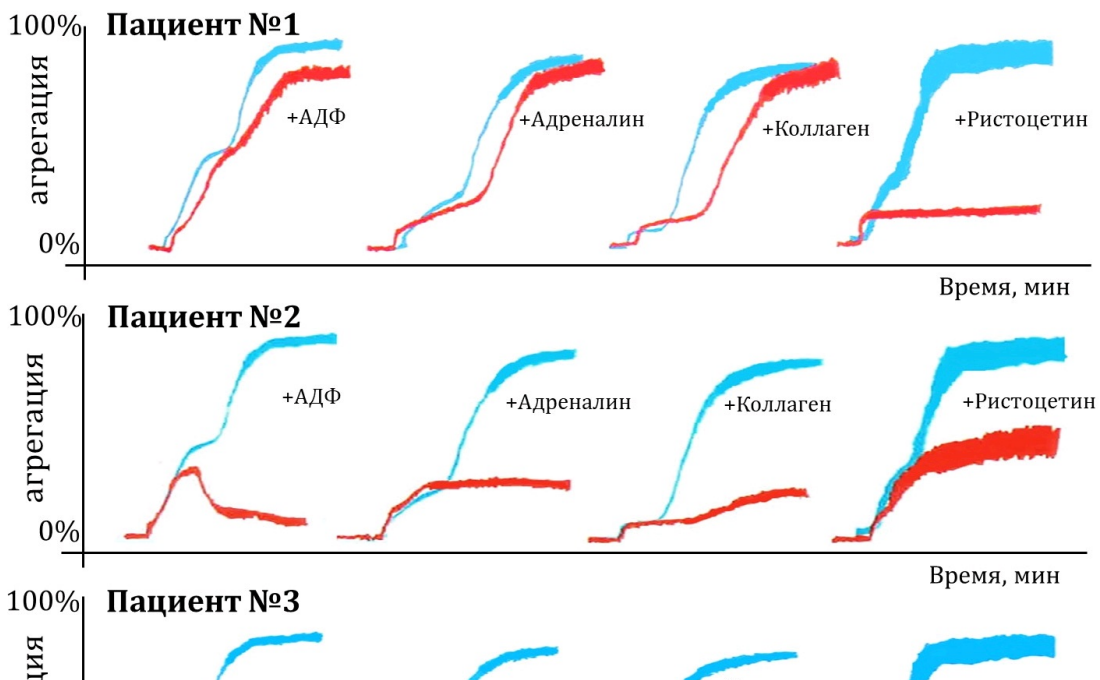 100%
Пациент №1
агрегация
+АДФ
+Адреналин
+Коллаген
+Ристоцетин
0%
Время, мин
100%
Пациент №2
агрегация
+АДФ
+Адреналин
+Коллаген
+Ристоцетин
0%
Время, мин
100%
Пациент №3
ция